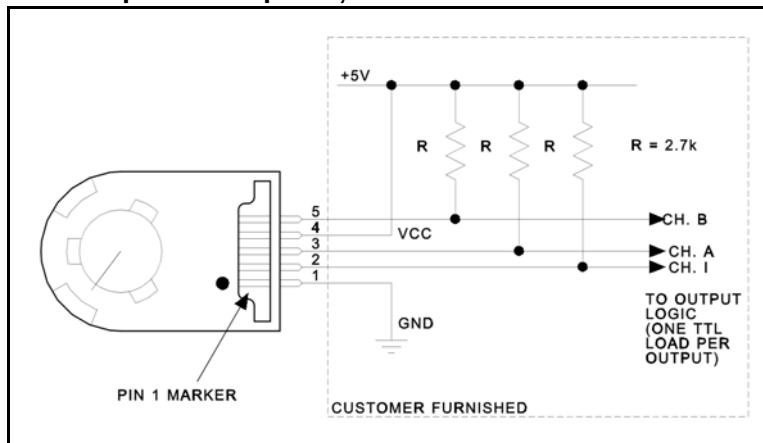 +5V
R R R R = 2.7k
5 CH. B
4 VCC
3 CH. A
2 CH. I
1
GND
TO OUTPUT
LOGIC
(ONE TTL
LOAD PER
OUTPUT)
PIN 1 MARKER
CUSTOMER FURNISHED